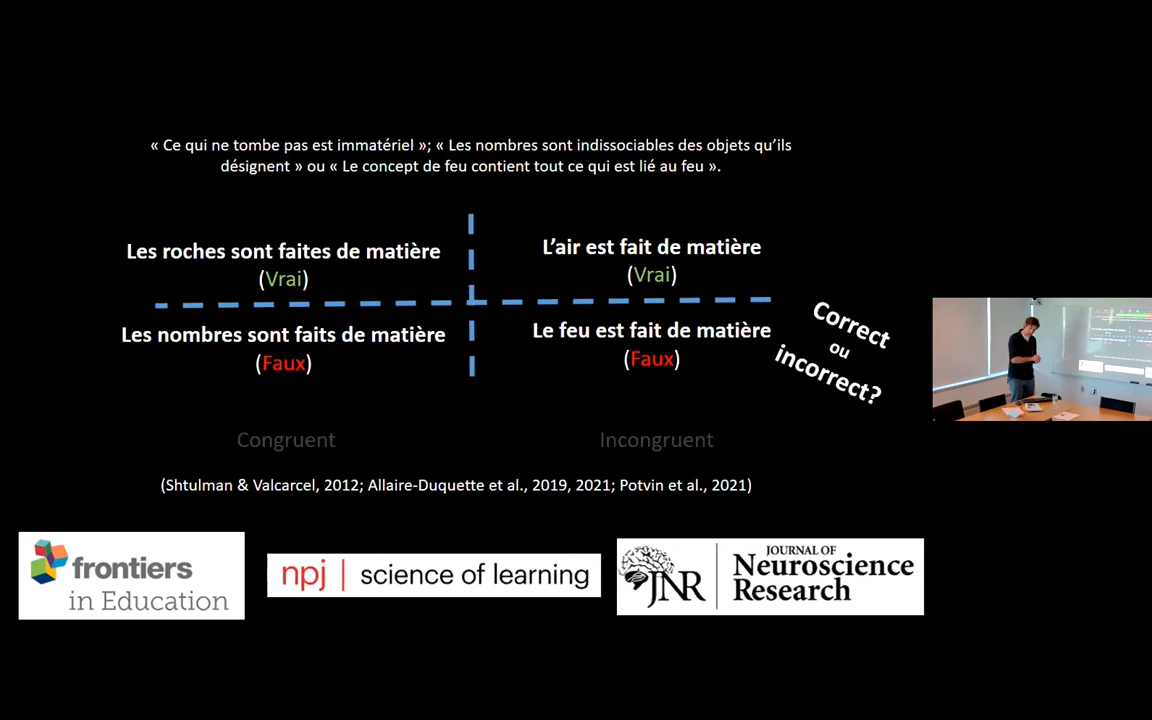 « Ce qui ne tombe pas est immatériel »; « Les nombres sont indissociables des objets qu’ils
désignent » ou « Le concept de feu contient tout ce qui est lié au feu ».
Les roches sont faites de matière
(Vrai)
L’air est fait de matière
(Vrai)
Les nombres sont faits de matière
(Faux)
Le feu est fait de matière
(Faux)
Correct
ou
incorrect?
Congruent
Incongruent
(Shtulman & Valcarcel, 2012; Allaire-Duquette et al., 2019, 2021; Potvin et al., 2021)
frontiers
in Education
npj | science of learning
JNR
JOURNAL OF
Neuroscience
Research